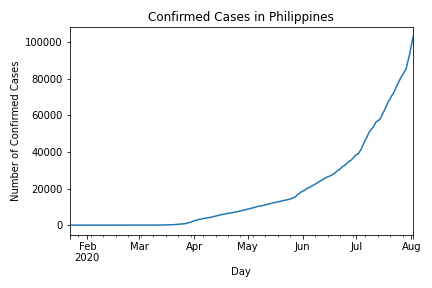 Confirmed Cases in Philippines
Number of Confirmed Cases
100000
80000
60000
40000
20000
0
Feb
2020
Mar
Apr
May
Jun
Jul
Aug
Day